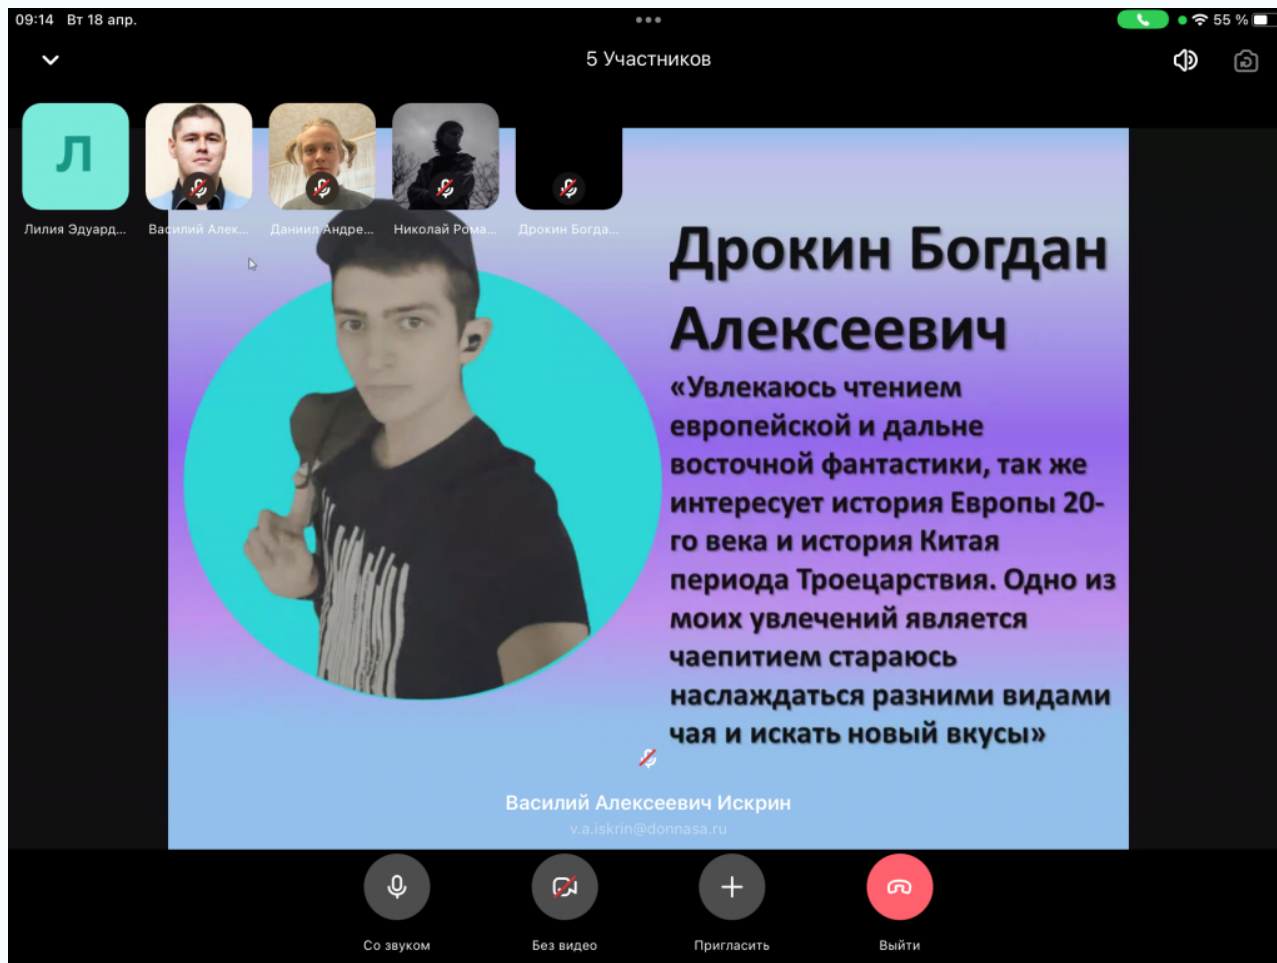 09:14 Вт 18 апр.
55 %
5 Участников
Л
Лилия Эдуард...
Василий Алек...
Даниил Андре...
Николай Рома...
Дрокин Богда...
Дрокин Богдан
Алексеевич
«Увлекаюсь чтением
европейской и дальне
восточной фантастики, так же
интересует история Европы 20-
го века и история Китая
периода Троецарствия. Одно из
моих увлечений является
чаепитием стараюсь
наслаждаться разними видами
чая и искать новый вкусы»
Василий Алексеевич Искрин
v.a.iskrin@donnasa.ru
Со звуком
Без видео
Пригласить
Выйти